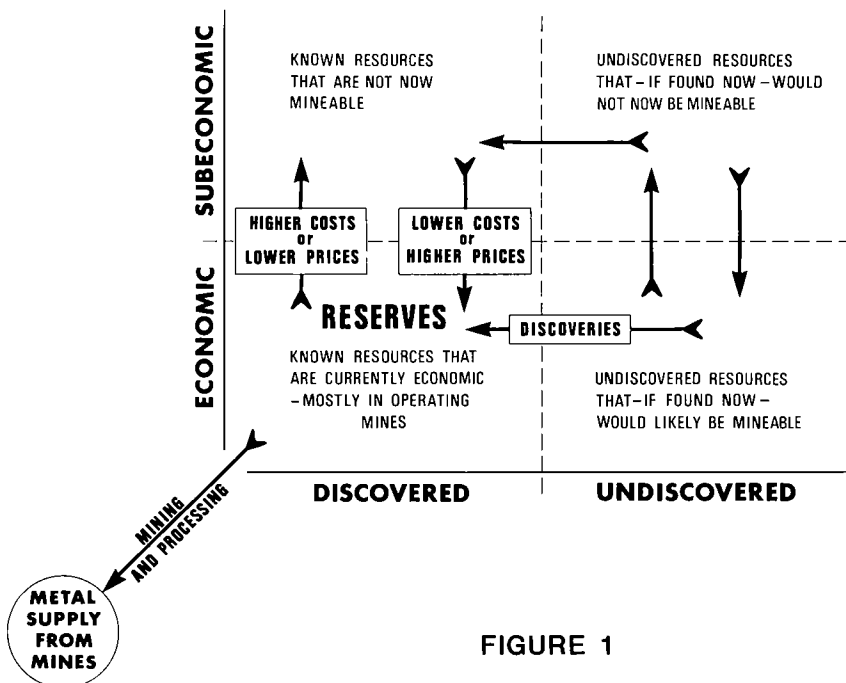 SUBECONOMIC
KNOWN RESOURCES
THAT ARE NOT NOW
MINEABLE
UNDISCOVERED RESOURCES
THAT–IF FOUND NOW–WOULD
NOT NOW BE MINEABLE
HIGHER COSTS
or
LOWER PRICES
LOWER COSTS
or
HIGHER PRICES
ECONOMIC
RESERVES
DISCOVERIES
KNOWN RESOURCES THAT
ARE CURRENTLY ECONOMIC
–MOSTLY IN OPERATING
MINES
UNDISCOVERED RESOURCES
THAT–IF FOUND NOW–
WOULD LIKELY BE MINEABLE
DISCOVERED
UNDISCOVERED
MINING
AND PROCESSING
METAL
SUPPLY
FROM
MINES
FIGURE 1